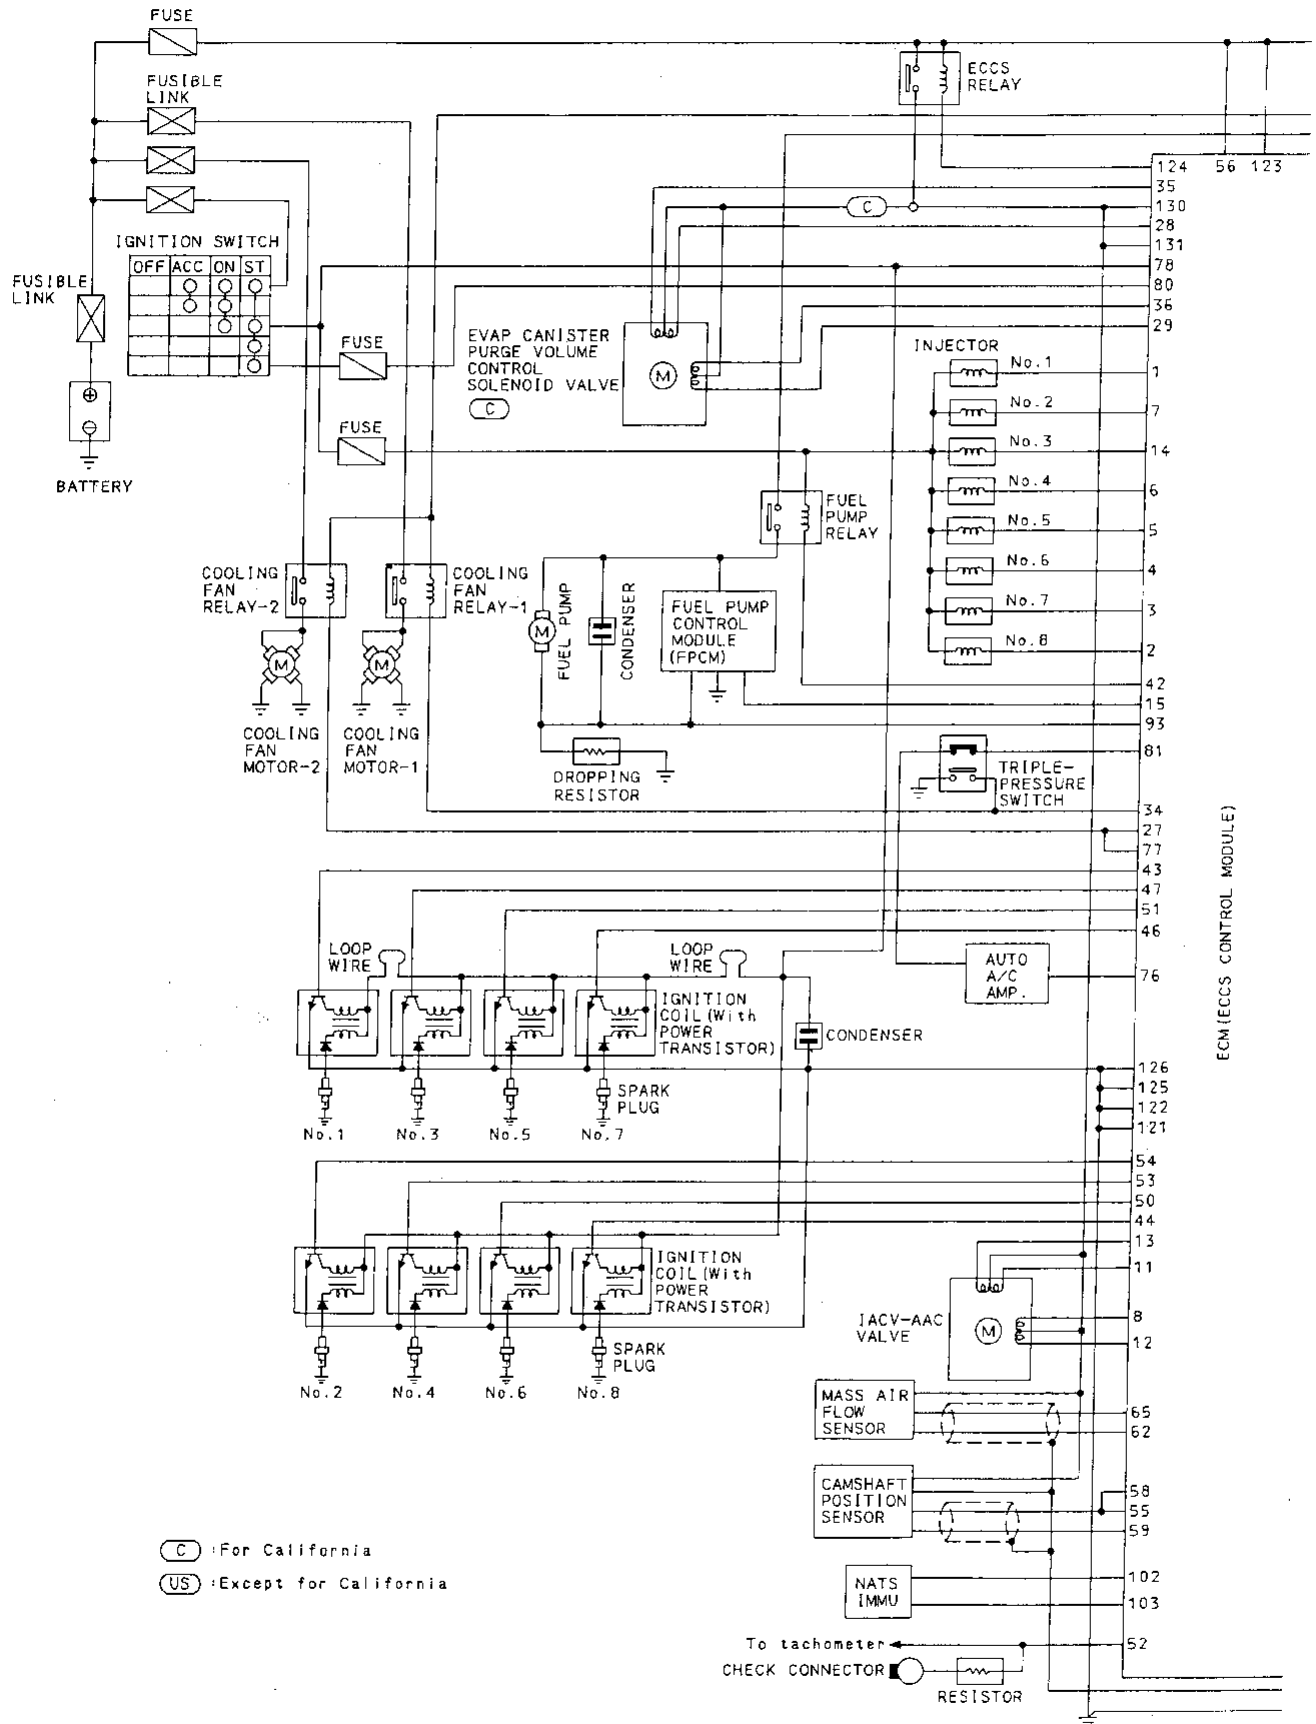 FUSE
FUSIBLE
LINK
ECCS
RELAY
124 56 123
35
C
130
28
131
IGNITION SWITCH
OFF ACC ON ST
78
FUSIBLE
LINK
80
36
29
FUSE
EVAP CANISTER
PURGE VOLUME
CONTROL
SOLENOID VALVE
C
M
INJECTOR
No.1
1
No.2
7
FUSE
No.3
14
BATTERY
No.4
6
FUEL
PUMP
RELAY
No.5
5
No.6
4
COOLING
FAN
RELAY-2
COOLING
FAN
RELAY-1
FUEL PUMP
M
CONDENSER
FUEL PUMP
CONTROL
MODULE
(FPCM)
No.7
3
No.8
2
M
M
42
15
93
COOLING
FAN
MOTOR-2
COOLING
FAN
MOTOR-1
81
DROPPING
RESISTOR
TRIPLE-
PRESSURE
SWITCH
34
27
77
43
47
51
46
ECM(ECCS CONTROL MODULE)
LOOP
WIRE
LOOP
WIRE
AUTO
A/C
AMP.
76
IGNITION
COIL(With
POWER
TRANSISTOR)
CONDENSER
126
125
122
121
SPARK
PLUG
No.1
No.3
No.5
No.7
54
53
50
44
13
11
IGNITION
COIL(With
POWER
TRANSISTOR)
IACV-AAC
VALVE
M
8
12
SPARK
PLUG
No.2
No.4
No.6
No.8
MASS AIR
FLOW
SENSOR
65
62
CAMSHAFT
POSITION
SENSOR
58
55
59
C :For California
US :Except for California
NATS
IMMU
102
103
To tachometer
52
CHECK CONNECTOR
RESISTOR